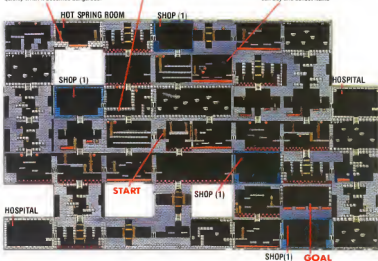 HOT SPRING ROOM
SHOP (1)
SHOP (1)
HOSPITAL
START
SHOP (1)
HOSPITAL
SHOP(1)
GOAL